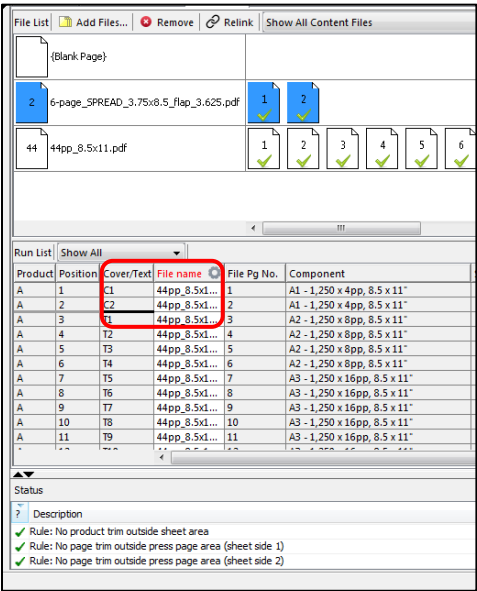 File List Add Files... Remove Relink Show All Content Files
{Blank Page}
2 6-page_SPREAD_3.75x8.5_flap_3.625.pdf 1 2
44 44pp_8.5x11.pdf 1 2 3 4 5 6
Run List Show All
Product Position Cover/Text File name File Pg No. Component
A 1 C1 44pp_8.5x1... 1 A1 - 1,250 x 4pp, 8.5 x 11"
A 2 C2 44pp_8.5x1... 2 A1 - 1,250 x 4pp, 8.5 x 11"
A 3 T1 44pp_8.5x1... 3 A2 - 1,250 x 8pp, 8.5 x 11"
A 4 T2 44pp_8.5x1... 4 A2 - 1,250 x 8pp, 8.5 x 11"
A 5 T3 44pp_8.5x1... 5 A2 - 1,250 x 8pp, 8.5 x 11"
A 6 T4 44pp_8.5x1... 6 A2 - 1,250 x 8pp, 8.5 x 11"
A 7 T5 44pp_8.5x1... 7 A3 - 1,250 x 16pp, 8.5 x 11"
A 8 T6 44pp_8.5x1... 8 A3 - 1,250 x 16pp, 8.5 x 11"
A 9 T7 44pp_8.5x1... 9 A3 - 1,250 x 16pp, 8.5 x 11"
A 10 T8 44pp_8.5x1... 10 A3 - 1,250 x 16pp, 8.5 x 11"
A 11 T9 44pp_8.5x1... 11 A3 - 1,250 x 16pp, 8.5 x 11"
Status
? Description
Rule: No product trim outside sheet area
Rule: No page trim outside press page area (sheet side 1)
Rule: No page trim outside press page area (sheet side 2)